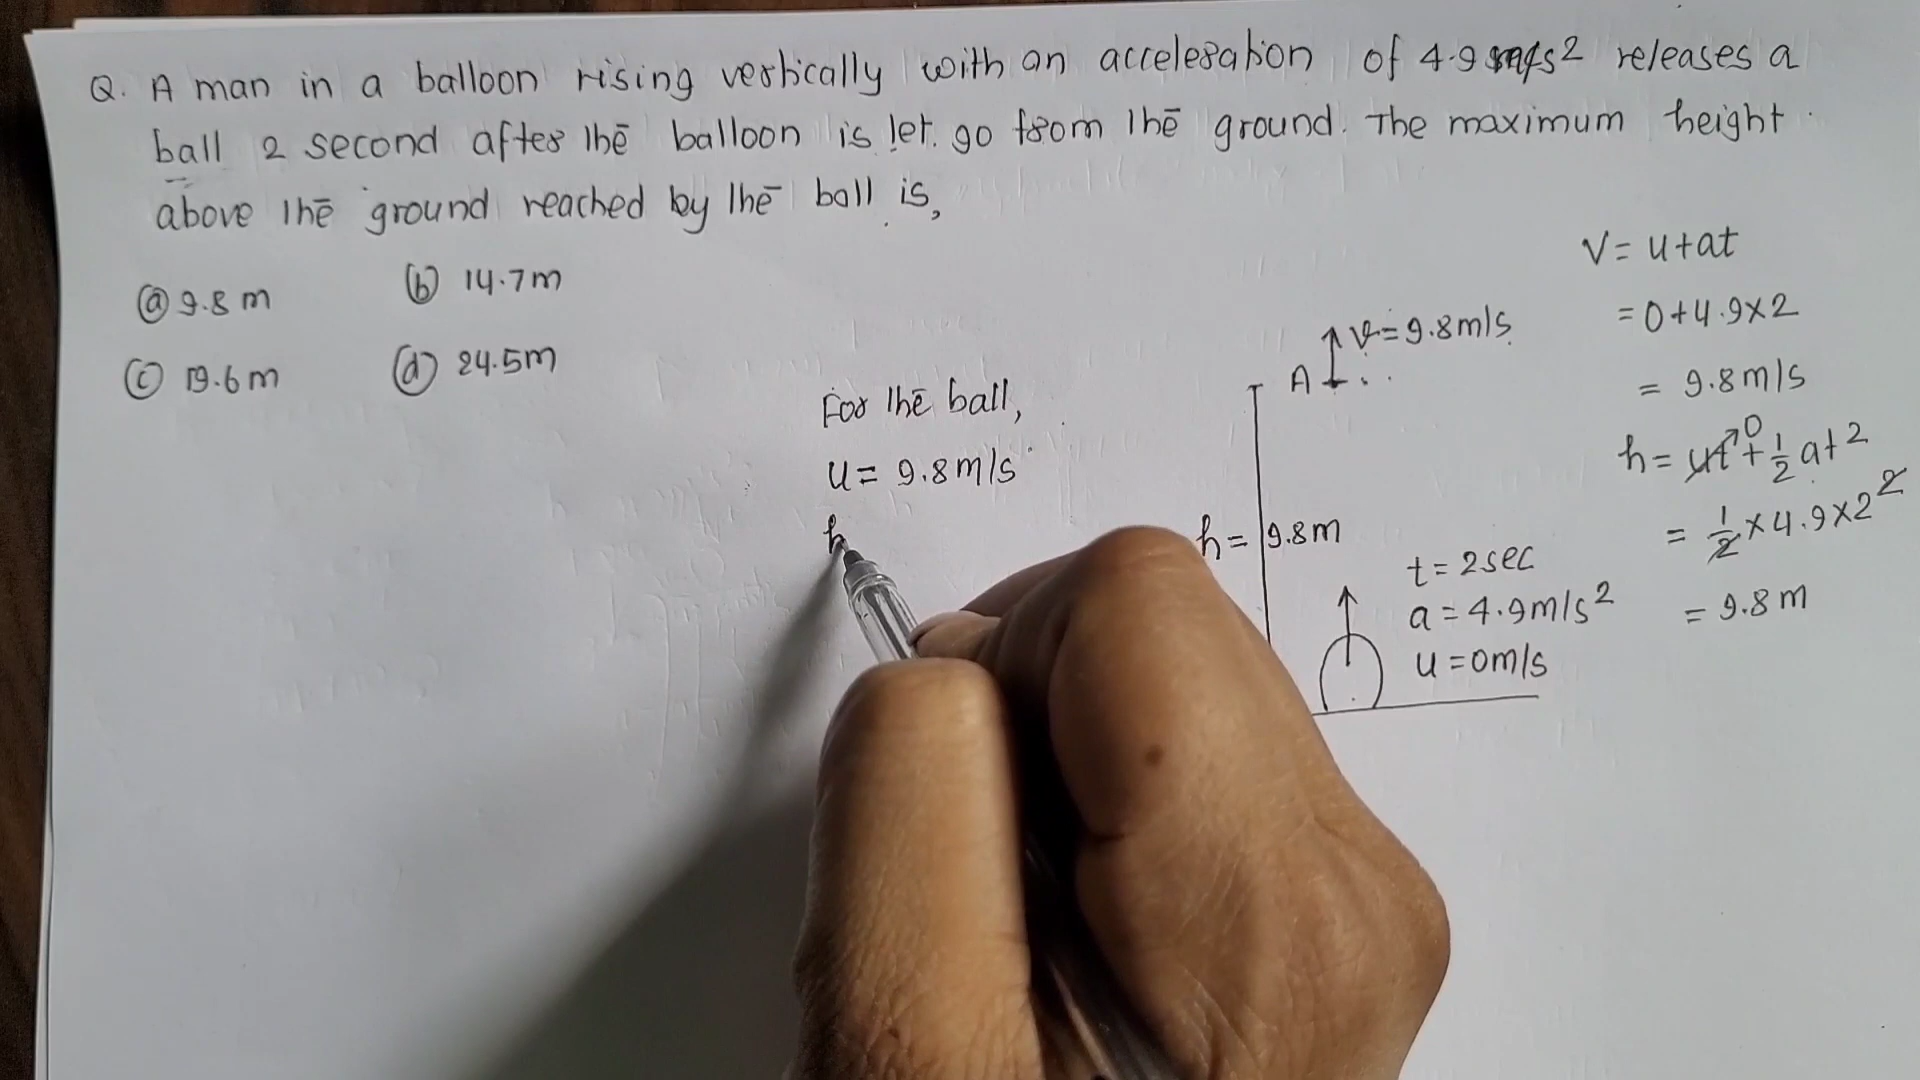 Q. A man in a balloon rising vertically with an acceleration of 4.9 m/s2 releases a
ball 2 second after the balloon is let go from the ground. The maximum height
above the ground reached by the ball is,
(a) 9.8 m (b) 14.7m
(c) 19.6m (d) 24.5m
For the ball,
u = 9.8m/s
h
A v = 9.8m/s
h = 9.8m
t = 2sec
a = 4.9m/s2
u = 0m/s
V = u+at
= 0+4.9×2
= 9.8m/s
h = ut0 + 1/2 at2
= 1/2 ×4.9×22
= 9.8m